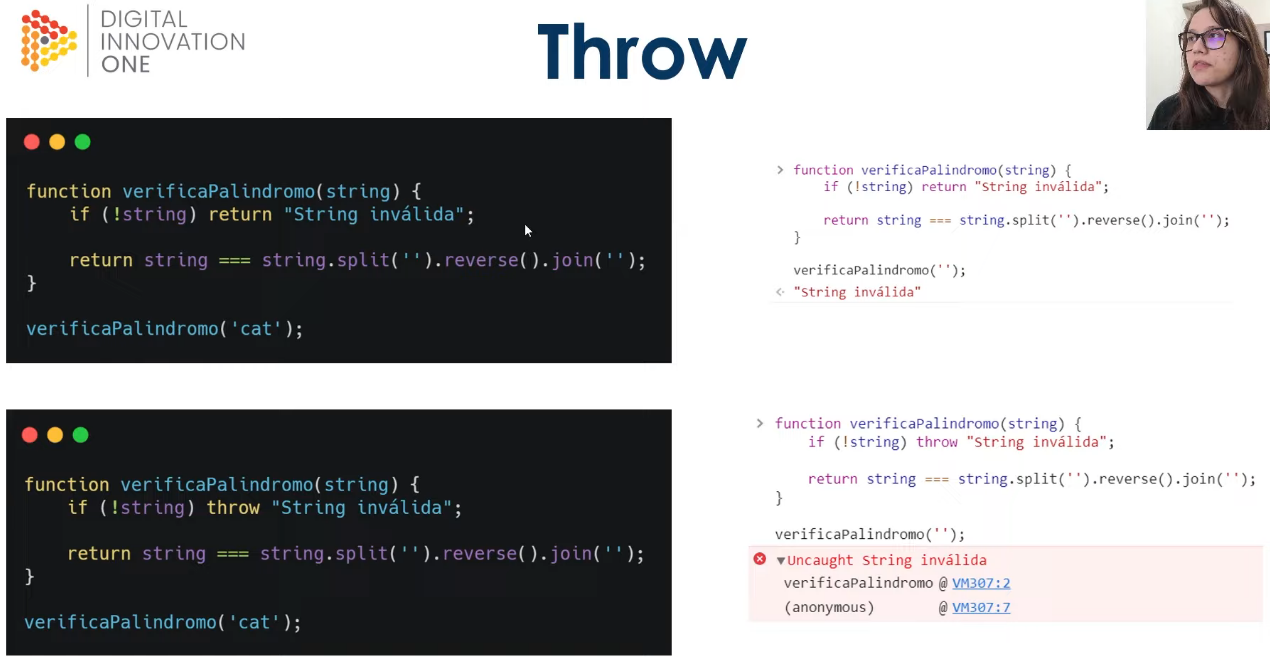 DIGITAL
INNOVATION
ONE
Throw
function verificaPalindromo(string) {
    if (!string) return "String inválida";
    return string === string.split('').reverse().join('');
}
verificaPalindromo('cat');
> function verificaPalindromo(string) {
    if (!string) return "String inválida";
    return string === string.split('').reverse().join('');
}
verificaPalindromo('');
<· "String inválida"
function verificaPalindromo(string) {
    if (!string) throw "String inválida";
    return string === string.split('').reverse().join('');
}
verificaPalindromo('cat');
> function verificaPalindromo(string) {
    if (!string) throw "String inválida";
    return string === string.split('').reverse().join('');
}
verificaPalindromo('');
▼Uncaught String inválida
verificaPalindromo @ VM307:2
(anonymous) @ VM307:7